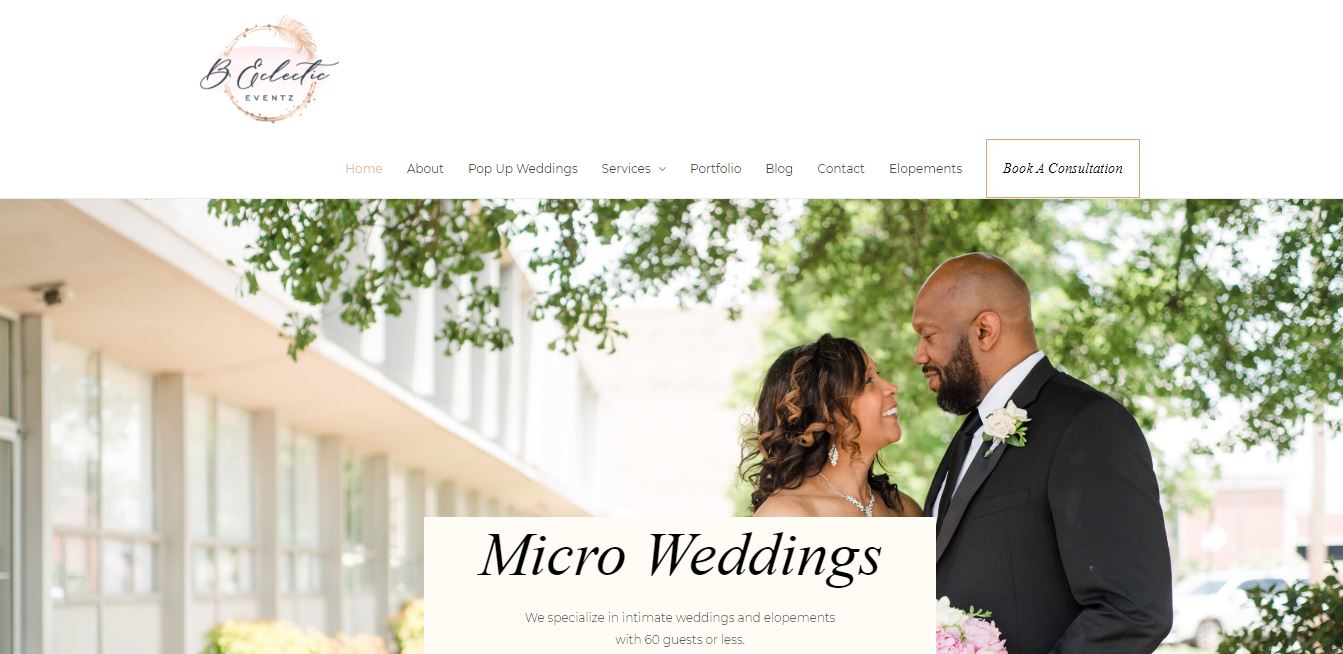 B Eclectic
EVENTZ
Home About Pop Up Weddings Services Portfolio Blog Contact Elopements Book A Consultation
Micro Weddings
We specialize in intimate weddings and elopements
with 60 guests or less.